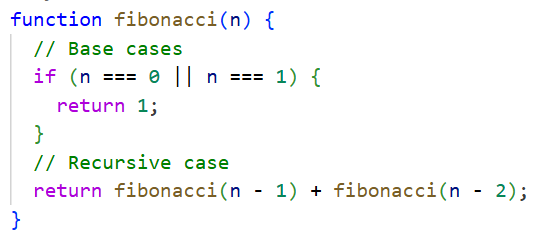 function fibonacci(n) {
  // Base cases
  if (n === 0 || n === 1) {
    return 1;
  }
  // Recursive case
  return fibonacci(n - 1) + fibonacci(n - 2);
}